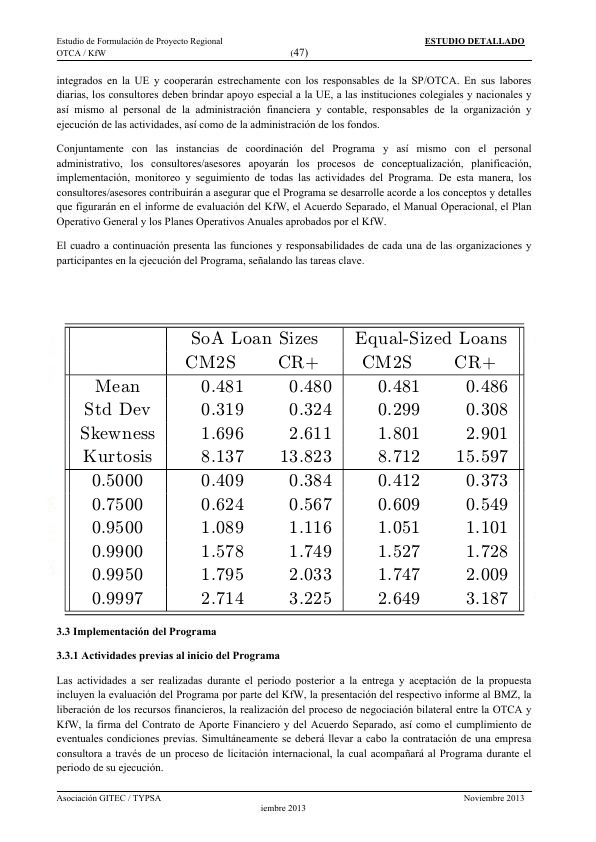 Estudio de Formulación de Proyecto Regional ESTUDIO DETALLADO
OTCA / KfW (47)
integrados en la UE y cooperarán estrechamente con los responsables de la SP/OTCA. En sus labores
diarias, los consultores deben brindar apoyo especial a la UE, a las instituciones colegiales y nacionales y
así mismo al personal de la administración financiera y contable, responsables de la organización y
ejecución de las actividades, así como de la administración de los fondos.
Conjuntamente con las instancias de coordinación del Programa y así mismo con el personal
administrativo, los consultores/asesores apoyarán los procesos de conceptualización, planificación,
implementación, monitoreo y seguimiento de todas las actividades del Programa. De esta manera, los
consultores/asesores contribuirán a asegurar que el Programa se desarrolle acorde a los conceptos y detalles
que figurarán en el informe de evaluación del KfW, el Acuerdo Separado, el Manual Operacional, el Plan
Operativo General y los Planes Operativos Anuales aprobados por el KfW.
El cuadro a continuación presenta las funciones y responsabilidades de cada una de las organizaciones y
participantes en la ejecución del Programa, señalando las tareas clave.
SoA Loan Sizes Equal-Sized Loans
CM2S CR+ CM2S CR+
Mean 0.481 0.480 0.481 0.486
Std Dev 0.319 0.324 0.299 0.308
Skewness 1.696 2.611 1.801 2.901
Kurtosis 8.137 13.823 8.712 15.597
0.5000 0.409 0.384 0.412 0.373
0.7500 0.624 0.567 0.609 0.549
0.9500 1.089 1.116 1.051 1.101
0.9900 1.578 1.749 1.527 1.728
0.9950 1.795 2.033 1.747 2.009
0.9997 2.714 3.225 2.649 3.187
3.3 Implementación del Programa
3.3.1 Actividades previas al inicio del Programa
Las actividades a ser realizadas durante el periodo posterior a la entrega y aceptación de la propuesta
incluyen la evaluación del Programa por parte del KfW, la presentación del respectivo informe al BMZ, la
liberación de los recursos financieros, la realización del proceso de negociación bilateral entre la OTCA y
KfW, la firma del Contrato de Aporte Financiero y del Acuerdo Separado, así como el cumplimiento de
eventuales condiciones previas. Simultáneamente se deberá llevar a cabo la contratación de una empresa
consultora a través de un proceso de licitación internacional, la cual acompañará al Programa durante el
periodo de su ejecución.
Asociación GITEC / TYPSA Noviembre 2013
iembre 2013